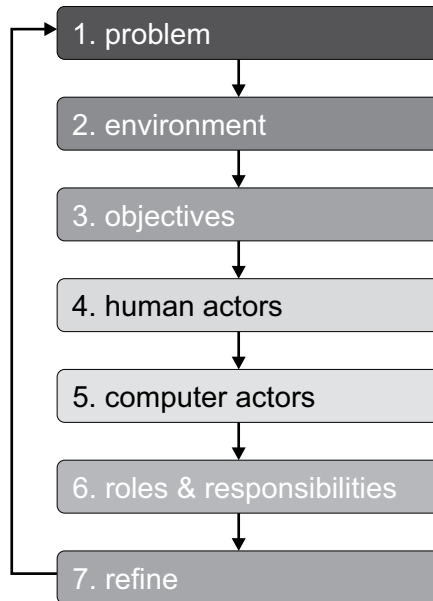 1. problem
2. environment
3. objectives
4. human actors
5. computer actors
6. roles & responsibilities
7. refine